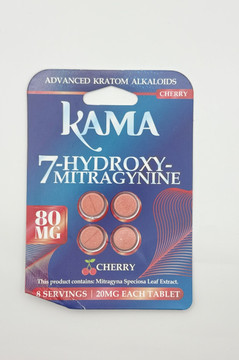 ADVANCED KRATOM ALKALOIDS
CHERRY
KAMA
7-HYDROXY-
MITRAGYNINE
80
MG
CHERRY
This product contains: Mitragyna Speciosa Leaf Extract.
8 SERVINGS | 20MG EACH TABLET